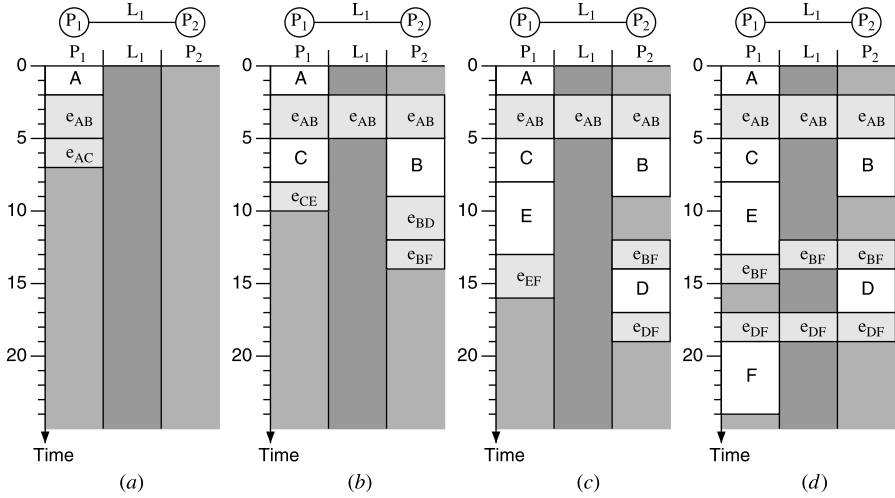 L1 L1 L1 L1
P1 P2 P1 P2 P1 P2 P1 P2
P1 L1 P2 P1 L1 P2 P1 L1 P2 P1 L1 P2
0 A 0 A 0 A 0 A
eAB eAB eAB eAB eAB eAB eAB eAB eAB eAB
5 5 5 5
eAC C B C B C B
eCE E E
10 eBD 10 10 10
eBF eBF eBF eBF
eEF eBF
15 D 15 D 15 15
eDF eDF eDF eDF
20 20 20 20
F
Time Time Time Time
(a) (b) (c) (d)